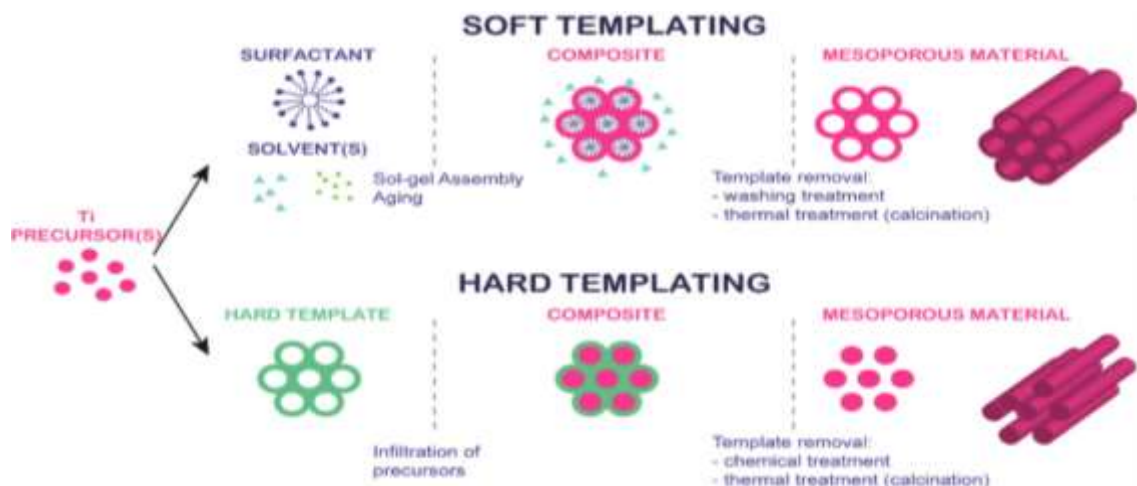 SOFT TEMPLATING
SURFACTANT
COMPOSITE
MESOPOROUS MATERIAL
SOLVENT(S)
Sol-gel Assembly
Aging
Template removal:
- washing treatment
- thermal treatment (calcination)
Ti
PRECURSOR(S)
HARD TEMPLATING
HARD TEMPLATE
COMPOSITE
MESOPOROUS MATERIAL
Infiltration of
precursors
Template removal:
- chemical treatment
- thermal treatment (calcination)